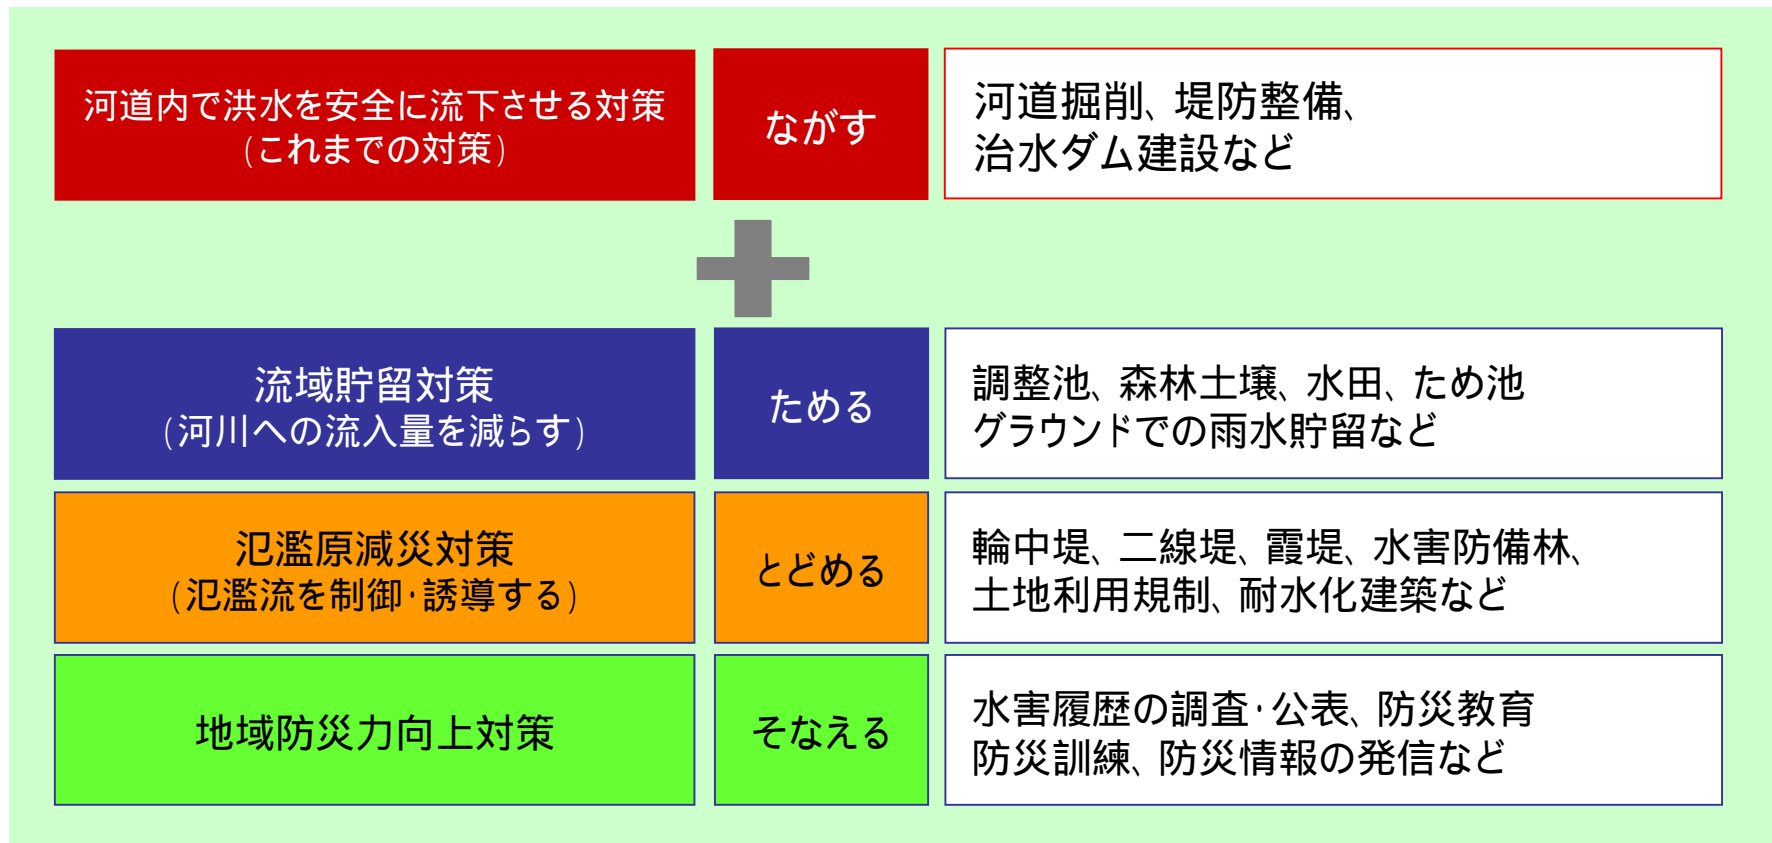 河道内で洪水を安全に流下させる対策
(これまでの対策)
ながす
河道掘削、堤防整備、
治水ダム建設など
流域貯留対策
(河川への流入量を減らす)
ためる
調整池、森林土壌、水田、ため池
グラウンドでの雨水貯留など
氾濫原減災対策
(氾濫流を制御・誘導する)
とどめる
輪中堤、二線堤、霞堤、水害防備林、
土地利用規制、耐水化建築など
地域防災力向上対策
そなえる
水害履歴の調査・公表、防災教育
防災訓練、防災情報の発信など